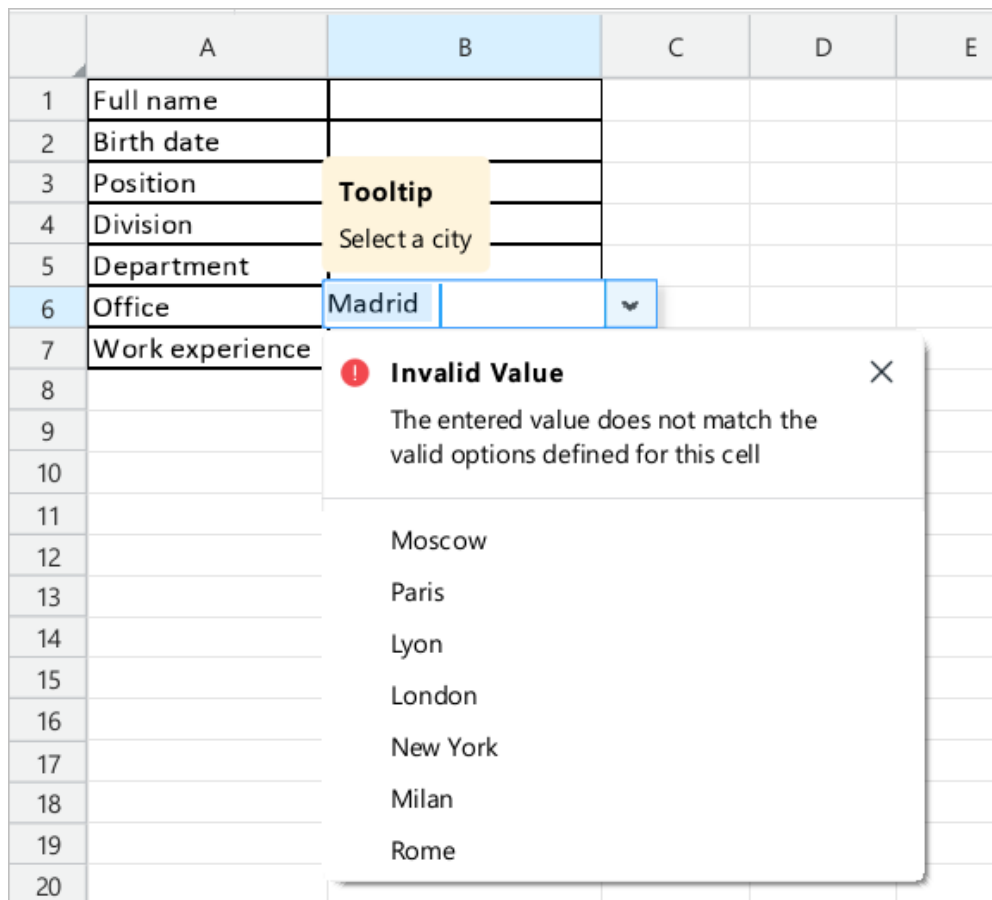 A B C D E
1 Full name
2 Birth date
3 Position
Tooltip
4 Division
Select a city
5 Department
6 Office Madrid
7 Work experience
Invalid Value
8
The entered value does not match the
9
valid options defined for this cell
10
11
Moscow
12
13 Paris
14 Lyon
15
London
16
New York
17
18 Milan
19 Rome
20